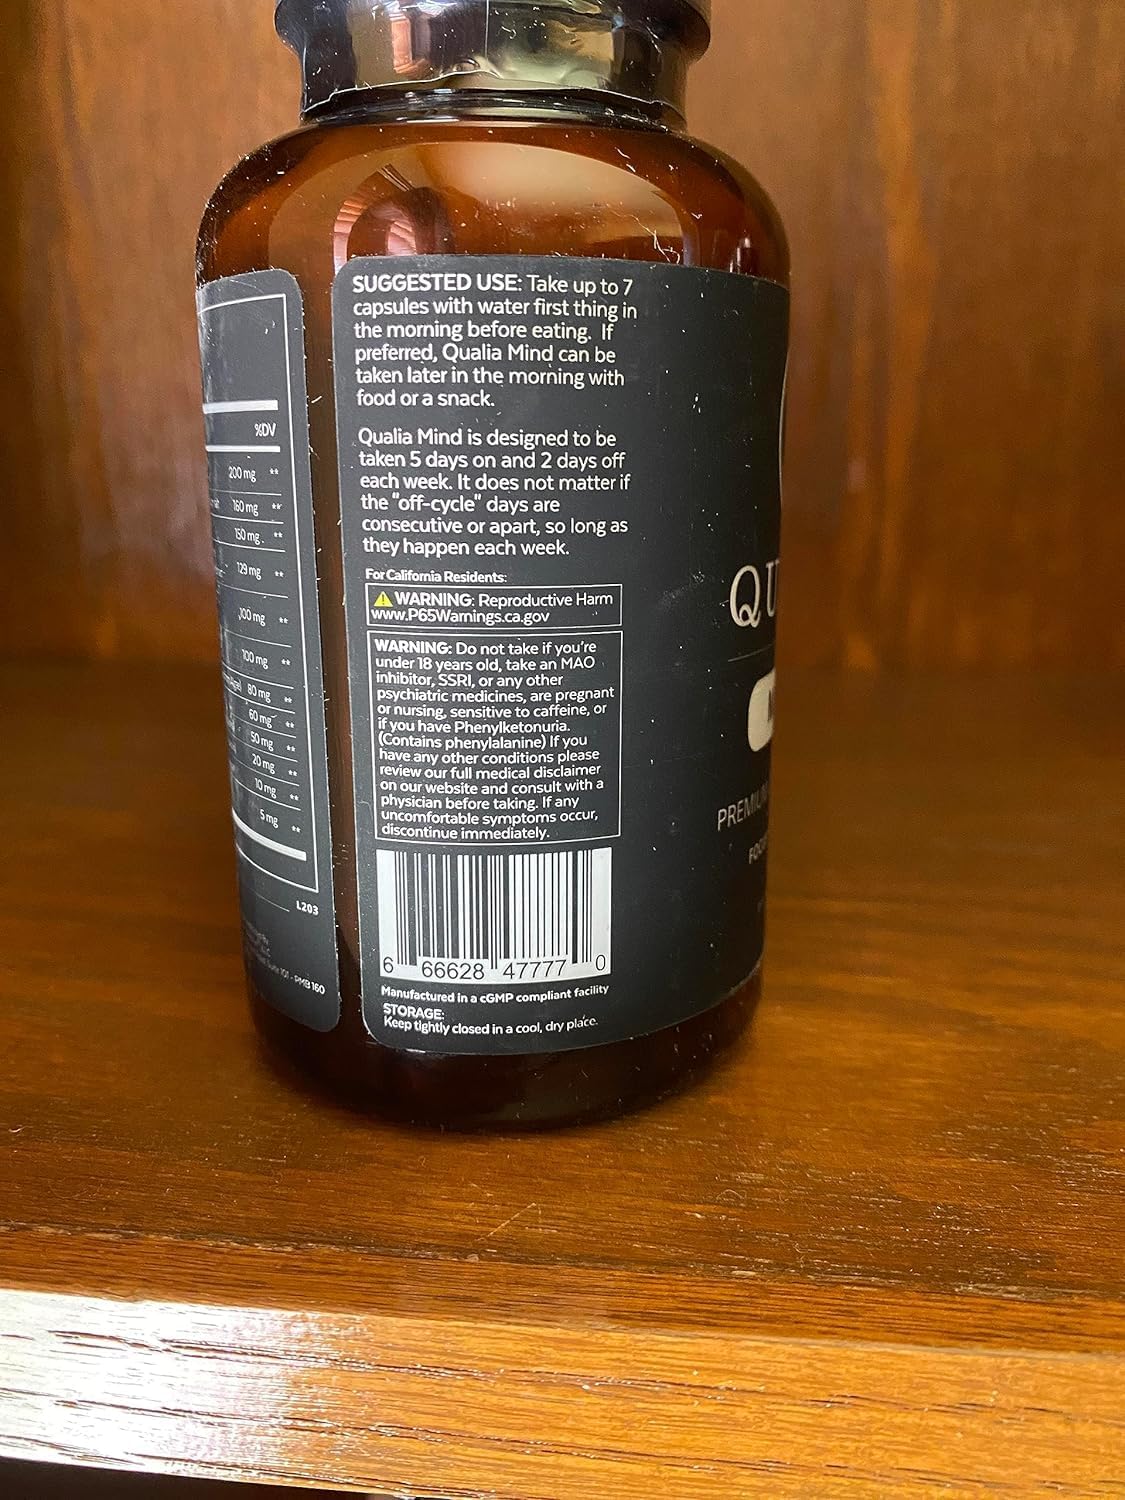 %DV
200 mg **
160 mg **
150 mg **
129 mg **
100 mg **
100 mg **
80 mg **
60 mg **
50 mg **
20 mg **
10 mg **
5 mg **
L203
Suite 101 - PMB 160
SUGGESTED USE: Take up to 7
capsules with water first thing in
the morning before eating. If
preferred, Qualia Mind can be
taken later in the morning with
food or a snack.
Qualia Mind is designed to be
taken 5 days on and 2 days off
each week. It does not matter if
the "off-cycle" days are
consecutive or apart, so long as
they happen each week.
For California Residents:
WARNING: Reproductive Harm
www.P65Warnings.ca.gov
WARNING: Do not take if you're
under 18 years old, take an MAO
inhibitor, SSRI, or any other
psychiatric medicines, are pregnant
or nursing, sensitive to caffeine, or
if you have Phenylketonuria.
(Contains phenylalanine) If you
have any other conditions please
review our full medical disclaimer
on our website and consult with a
physician before taking. If any
uncomfortable symptoms occur,
discontinue immediately.
6 66628 47777 0
Manufactured in a cGMP compliant facility
STORAGE:
Keep tightly closed in a cool, dry place.
QU
PREMIUM